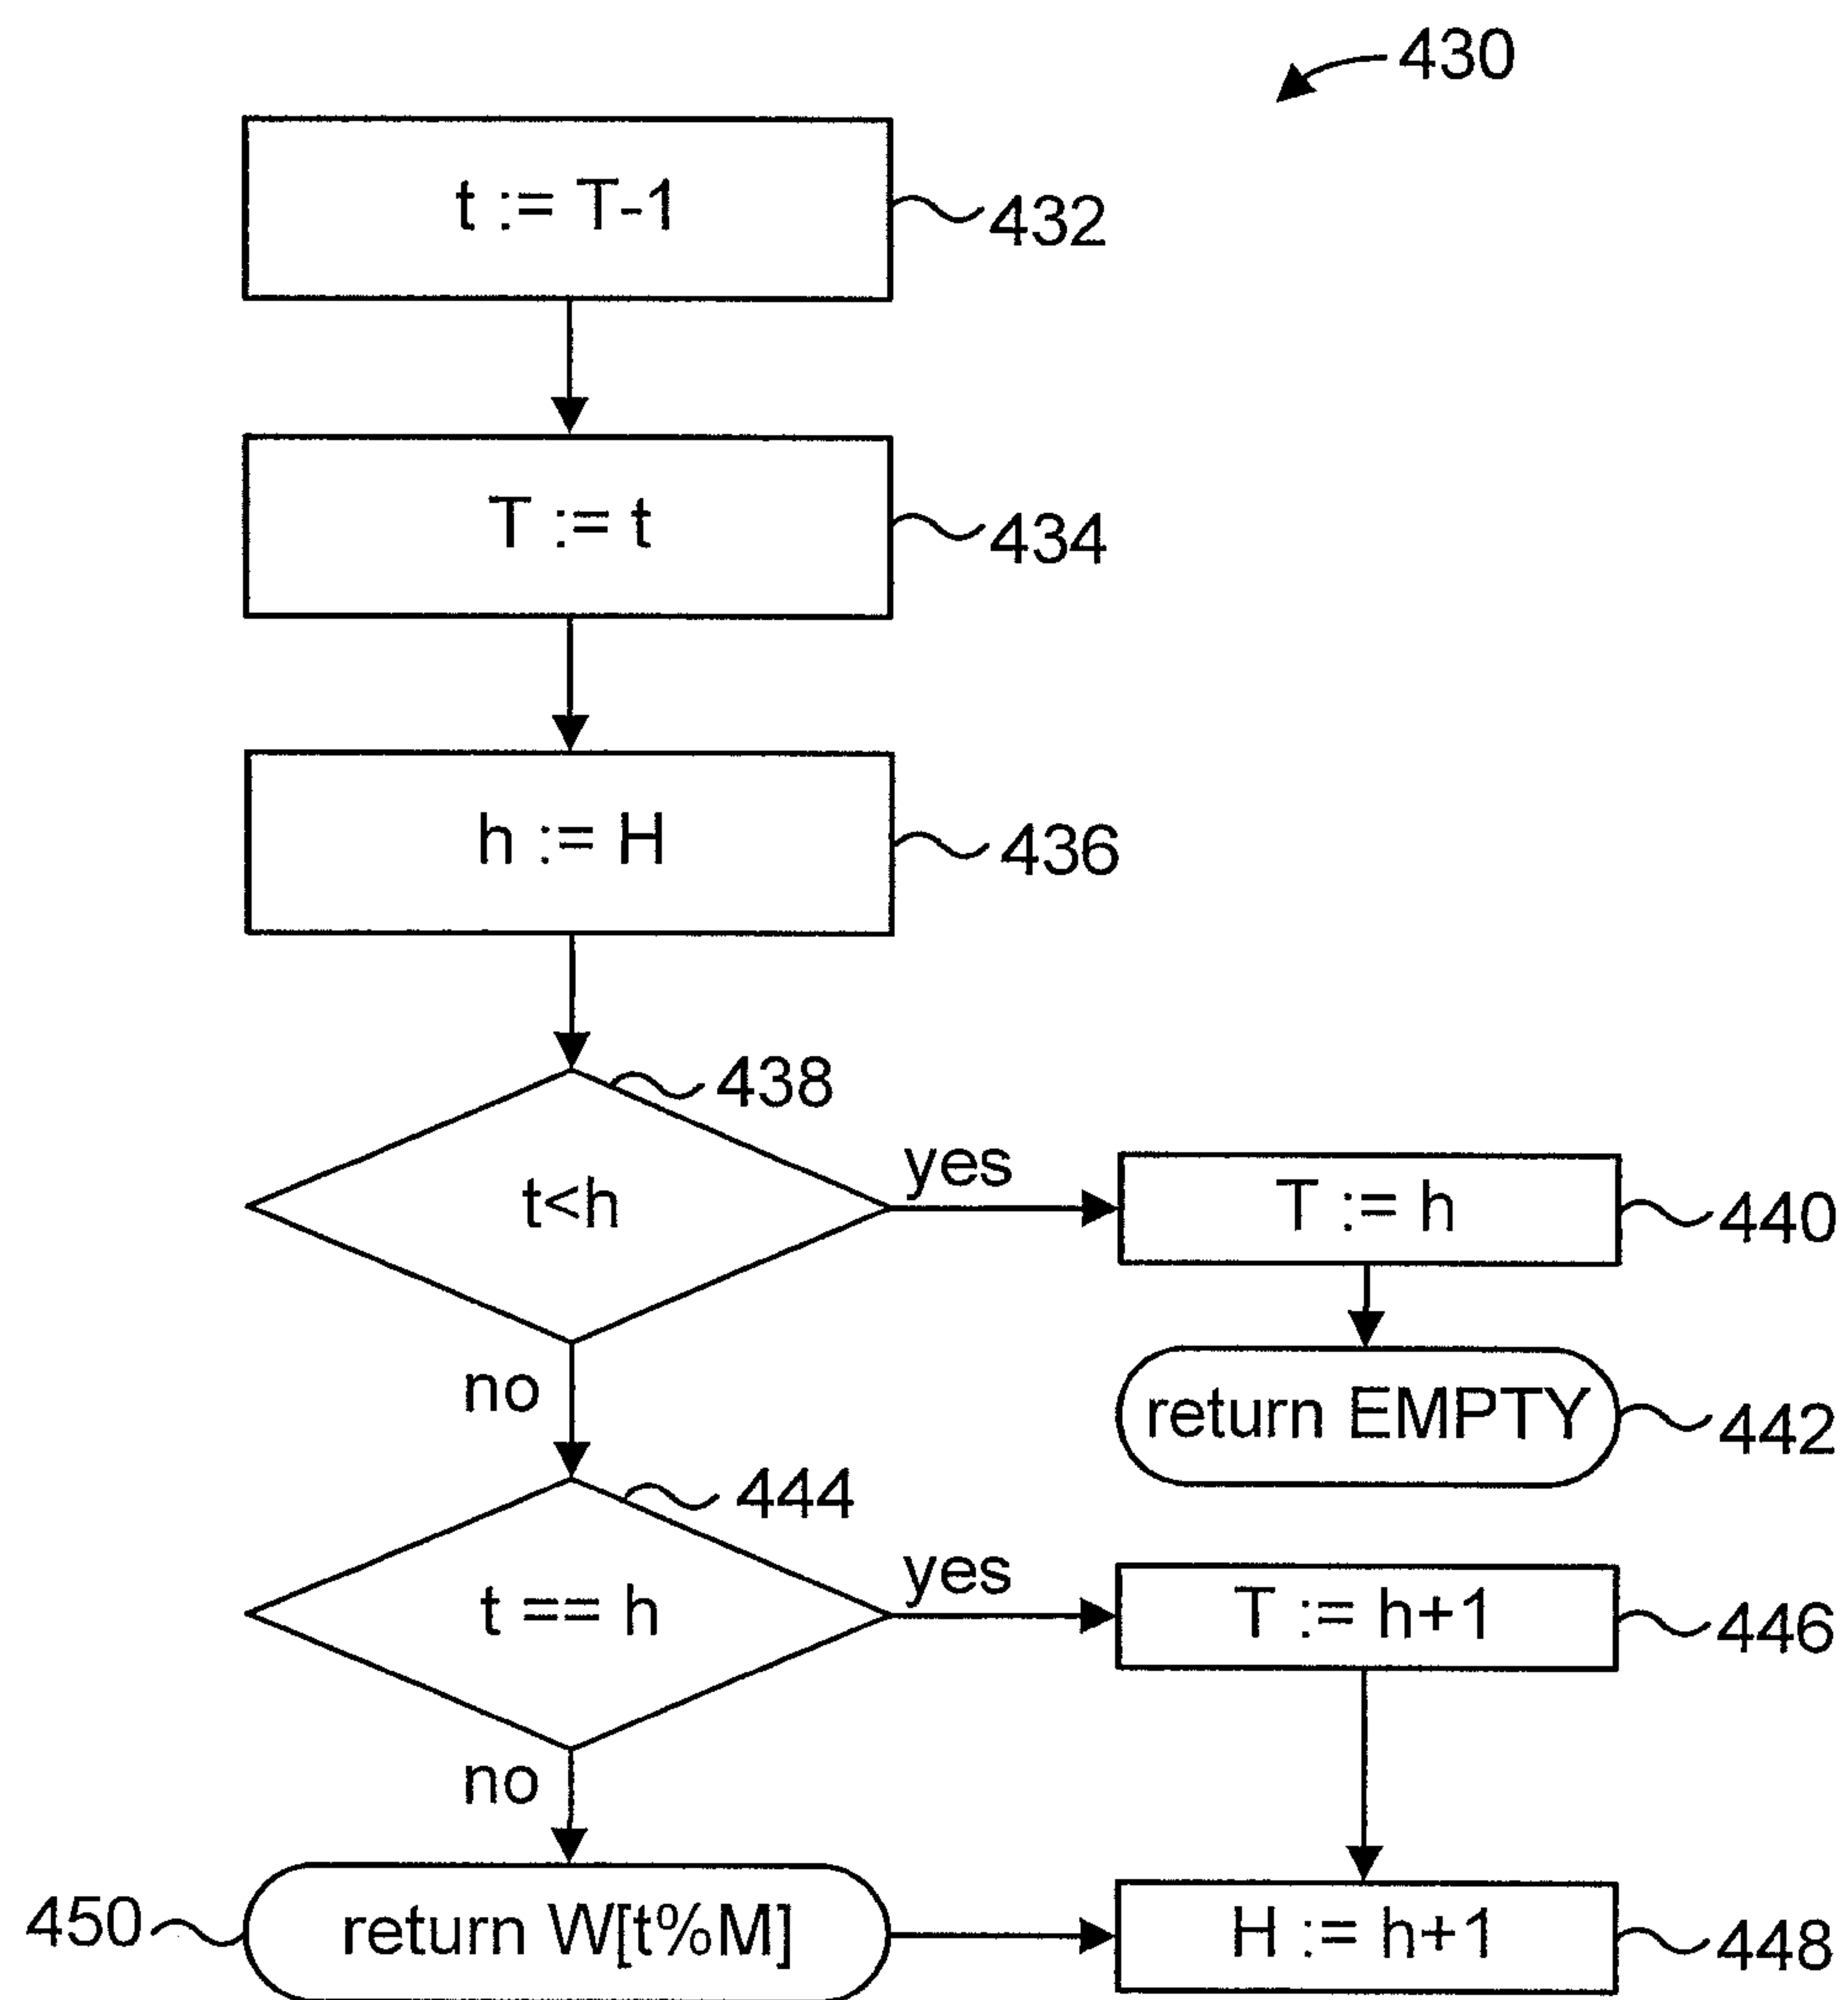 430
t := T-1
432
T := t
434
h := H
436
438
t<h
yes
T := h
440
no
return EMPTY
442
444
t == h
yes
T := h+1
446
no
450
return W[t%M]
H := h+1
448